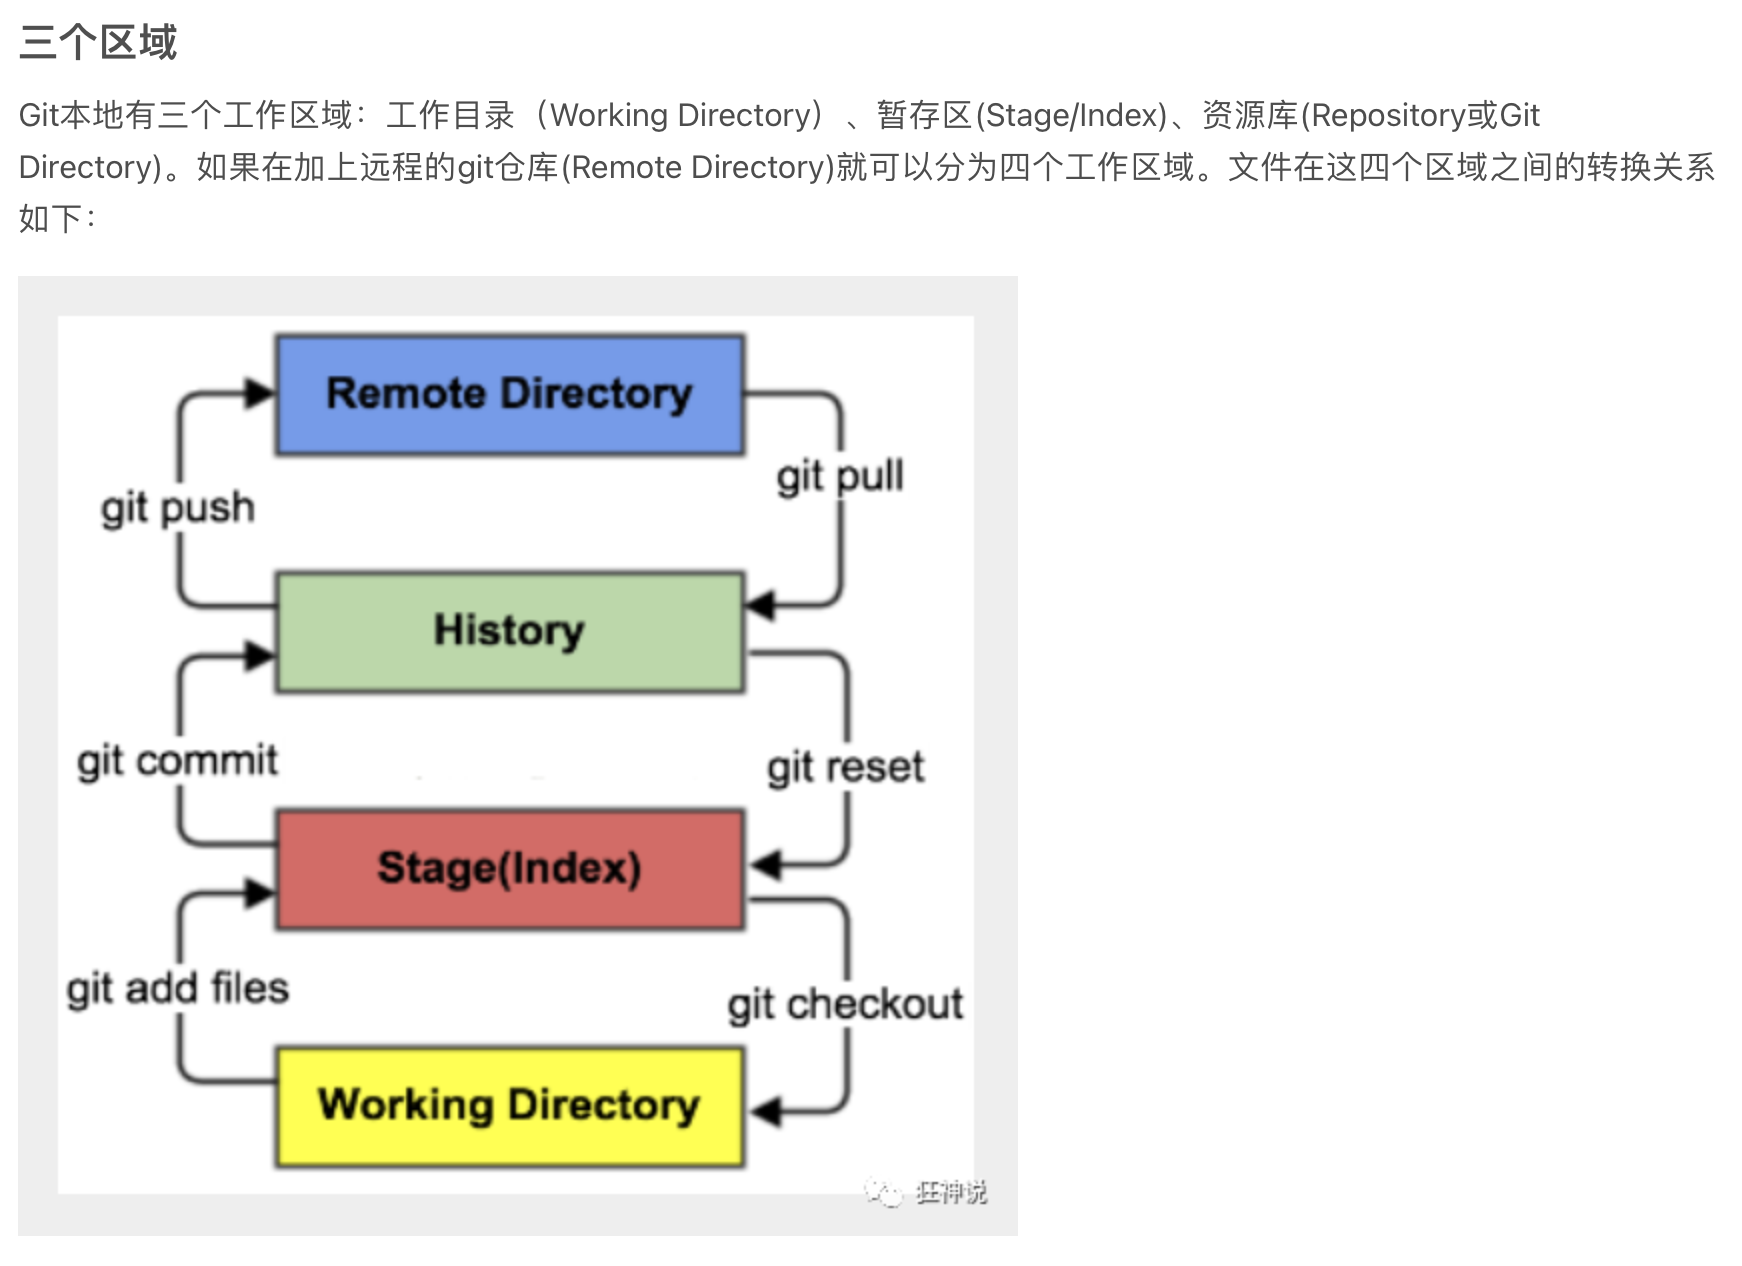 三个区域
Git本地有三个工作区域：工作目录（Working Directory）、暂存区(Stage/Index)、资源库(Repository或Git
Directory)。如果在加上远程的git仓库(Remote Directory)就可以分为四个工作区域。文件在这四个区域之间的转换关系
如下：
Remote Directory
git pull
git push
History
git commit
git reset
Stage(Index)
git add files
git checkout
Working Directory
狂神说